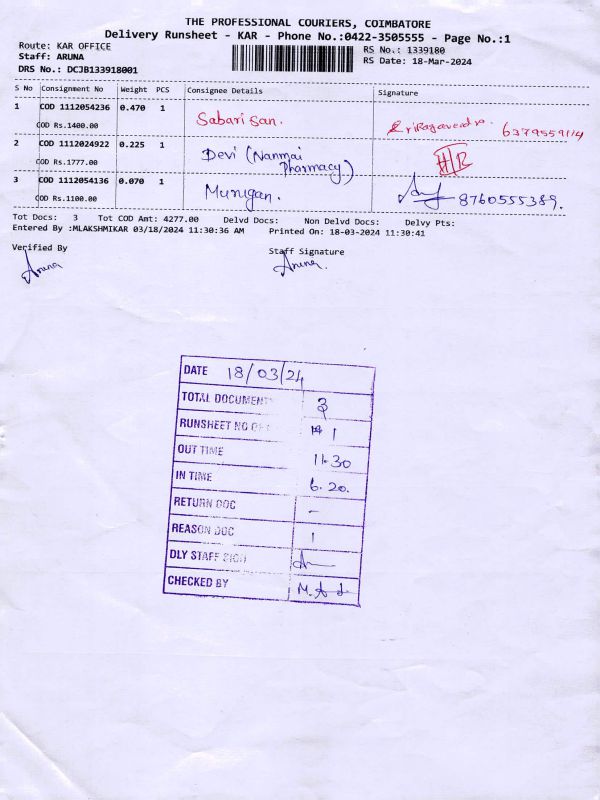 THE PROFESSIONAL COURIERS, COIMBATORE
Delivery Runsheet - KAR - Phone No.:0422-3505555 - Page No.:1
Route: KAR OFFICE RS No.: 1339180
Staff: ARUNA RS Date: 18-Mar-2024
DRS No.: DCJB133918001
S No Consignment No Weight PCS Consignee Details Signature
1 COD 1112054236 0.470 1 Sabari San.
COD Rs.1400.00 6379559114
2 COD 1112024922 0.225 1 Devi (Nanmai Pharmacy)
COD Rs.1777.00
3 COD 1112054136 0.070 1 Murugan. 8760555389.
COD Rs.1100.00
Tot Docs: 3 Tot COD Amt: 4277.00 Delvd Docs: Non Delvd Docs: Delvy Pts:
Entered By :MLAKSHMIKAR 03/18/2024 11:30:36 AM Printed On: 18-03-2024 11:30:41
Verified By Staff Signature
Aruna Aruna.
DATE 18/03/24
TOTAL DOCUMENT 3
RUNSHEET NO 1
OUT TIME 11.30
IN TIME 6.20.
RETURN DOC -
REASON DOC 1
DLY STAFF SIGN
CHECKED BY